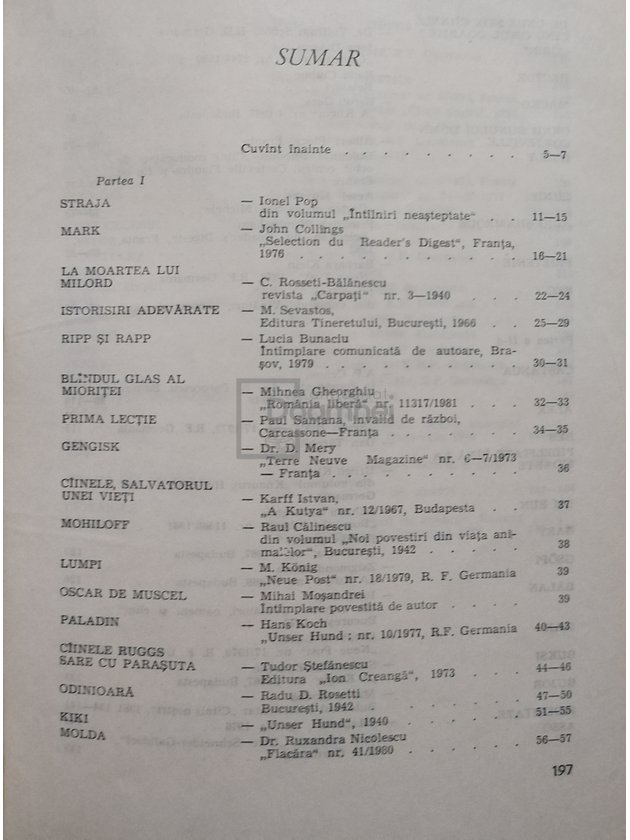 SUMAR
Cuvînt înainte . . . . . . . . . 5—7
Partea I
STRAJA — Ionel Pop
din volumul „Întîlniri neașteptate" . . 11—15
MARK — John Collings
„Selection du Reader's Digest", Franța,
1976 . . . . . . . . . . . 16—21
LA MOARTEA LUI
MILORD — C. Rosseti-Bălănescu
revista „Carpați" nr. 3—1940 . . . 22—24
ISTORISIRI ADEVĂRATE — M. Sevastos,
Editura Tineretului, București, 1966 . . 25—29
RIPP ȘI RAPP — Lucia Bunaciu
Întîmplare comunicată de autoare, Bra-
șov, 1979 . . . . . . . . . 30—31
BLÎNDUL GLAS AL
MIORIȚEI — Mihnea Gheorghiu
„România liberă" nr. 11317/1981 . . . 32—33
PRIMA LECȚIE — Paul Santana, invalid de război,
Carcassone—Franța . . . . . . . 34—35
GENGISK — Dr. D. Mery
„Terre Neuve Magazine" nr. 6—7/1973
— Franța . . . . . . . . . 36
CÎINELE, SALVATORUL
UNEI VIEȚI — Karff Istvan,
„A Kutya" nr. 12/1967, Budapesta . . 37
MOHILOFF — Raul Călinescu
din volumul „Noi povestiri din viața ani-
malelor", București, 1942 . . . . . 38
LUMPI — M. König
„Neue Post" nr. 18/1979, R. F. Germania 39
OSCAR DE MUSCEL — Mihai Moșandrei
Întîmplare povestită de autor . . . . 39
PALADIN — Hans Koch
„Unser Hund : nr. 10/1977, R.F. Germania 40—43
CÎINELE RUGGS
SARE CU PARAȘUTA — Tudor Ștefănescu
Editura „Ion Creangă", 1973 . . . . 44—46
ODINIOARĂ — Radu D. Rosetti
București, 1942 . . . . . . . . 47—50
KIKI — „Unser Hund", 1940 . . . . . . 51—55
MOLDA — Dr. Ruxandra Nicolescu
„Flacăra" nr. 41/1980 . . . . . . 56—57
197